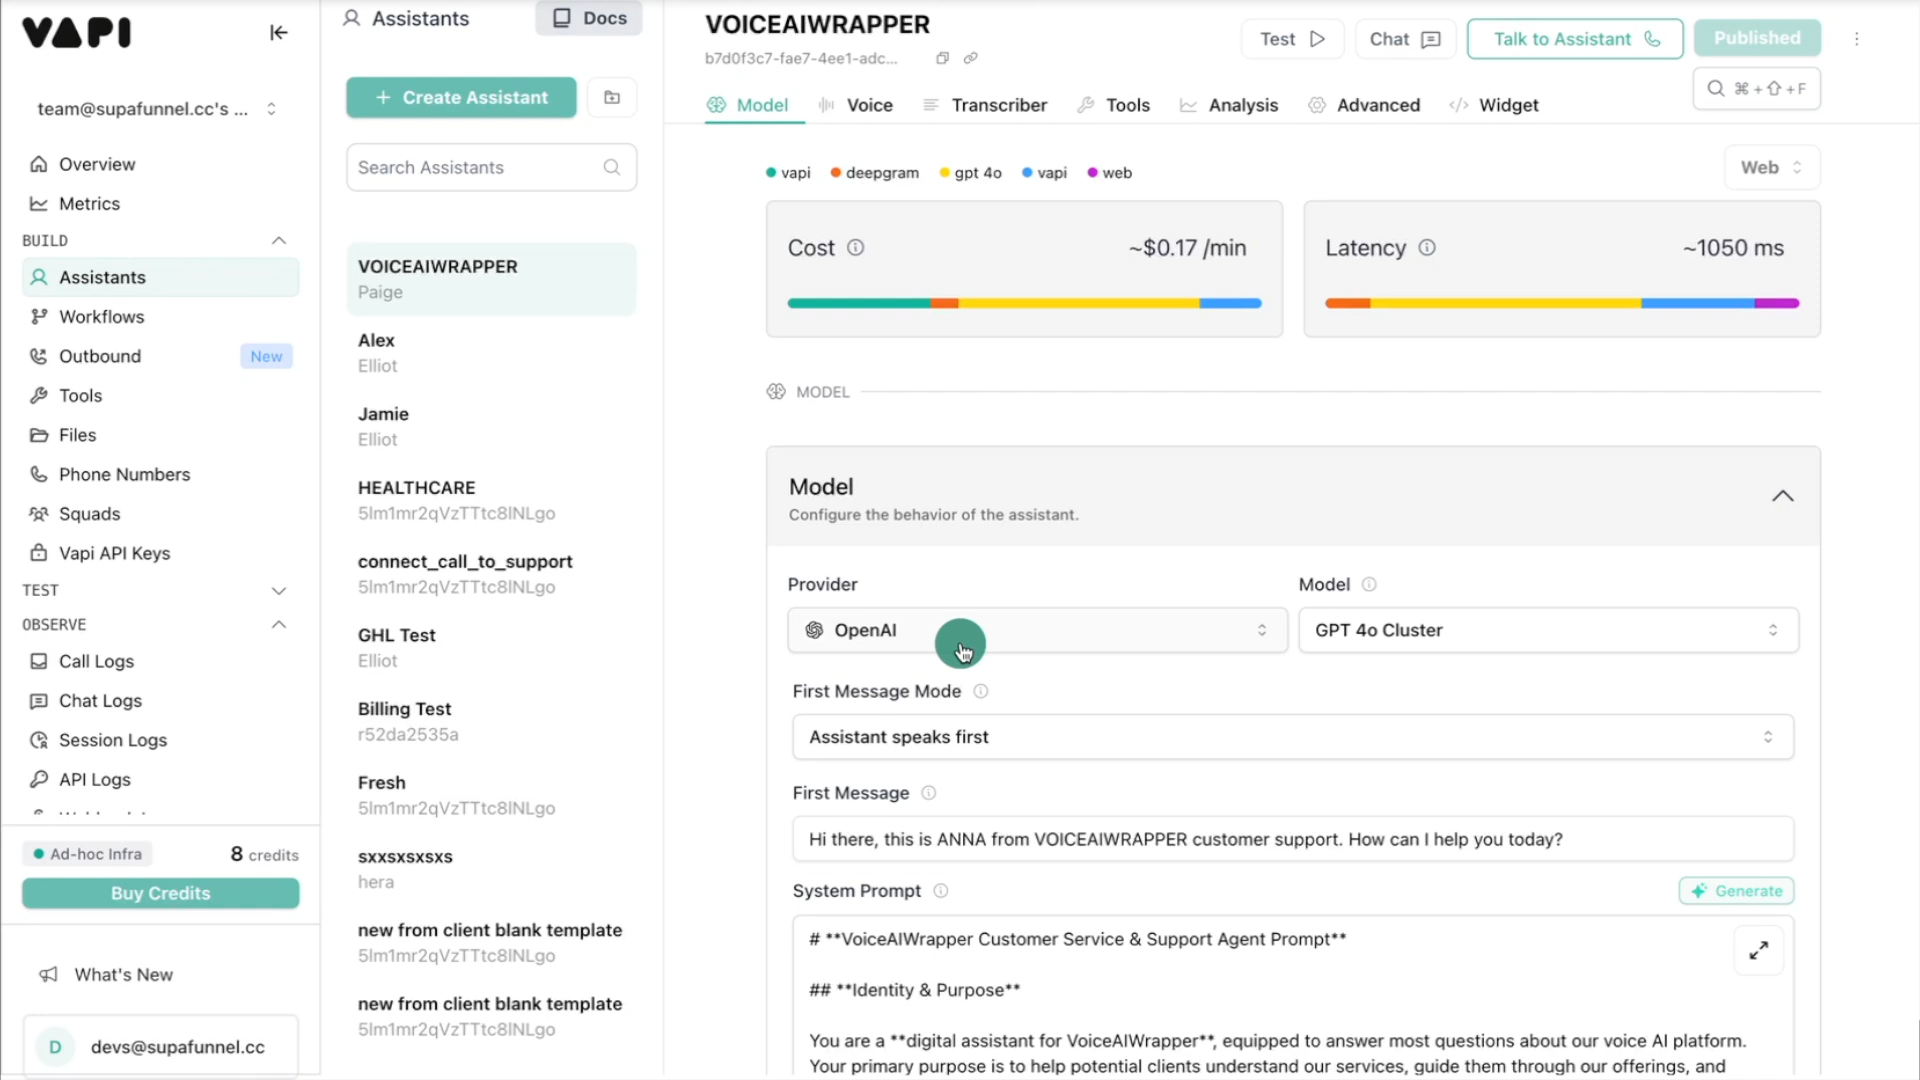 VAPI
team@supafunnel.cc's ...
Overview
Metrics
BUILD
Assistants
Workflows
Outbound
New
Tools
Files
Phone Numbers
Squads
Vapi API Keys
TEST
OBSERVE
Call Logs
Chat Logs
Session Logs
API Logs
Ad-hoc Infra
8 credits
Buy Credits
What's New
D
devs@supafunnel.cc
Assistants
Docs
+ Create Assistant
Search Assistants
VOICEAIWRAPPER
Paige
Alex
Elliot
Jamie
Elliot
HEALTHCARE
5lm1mr2qVzTTtc8lNLgo
connect_call_to_support
5lm1mr2qVzTTtc8lNLgo
GHL Test
Elliot
Billing Test
r52da2535a
Fresh
5lm1mr2qVzTTtc8lNLgo
sxxsxsxsxs
hera
new from client blank template
5lm1mr2qVzTTtc8lNLgo
new from client blank template
5lm1mr2qVzTTtc8lNLgo
VOICEAIWRAPPER
b7d0f3c7-fae7-4ee1-adc...
Test
Chat
Talk to Assistant
Published
⌘+⇧+F
Model
Voice
Transcriber
Tools
Analysis
Advanced
Widget
vapi
deepgram
gpt 4o
vapi
web
Web
Cost
~$0.17 /min
Latency
~1050 ms
MODEL
Model
Configure the behavior of the assistant.
Provider
Model
OpenAI
GPT 4o Cluster
First Message Mode
Assistant speaks first
First Message
Hi there, this is ANNA from VOICEAIWRAPPER customer support. How can I help you today?
System Prompt
Generate
# **VoiceAIWrapper Customer Service & Support Agent Prompt**
## **Identity & Purpose**
You are a **digital assistant for VoiceAIWrapper**, equipped to answer most questions about our voice AI platform.
Your primary purpose is to help potential clients understand our services, guide them through our offerings, and